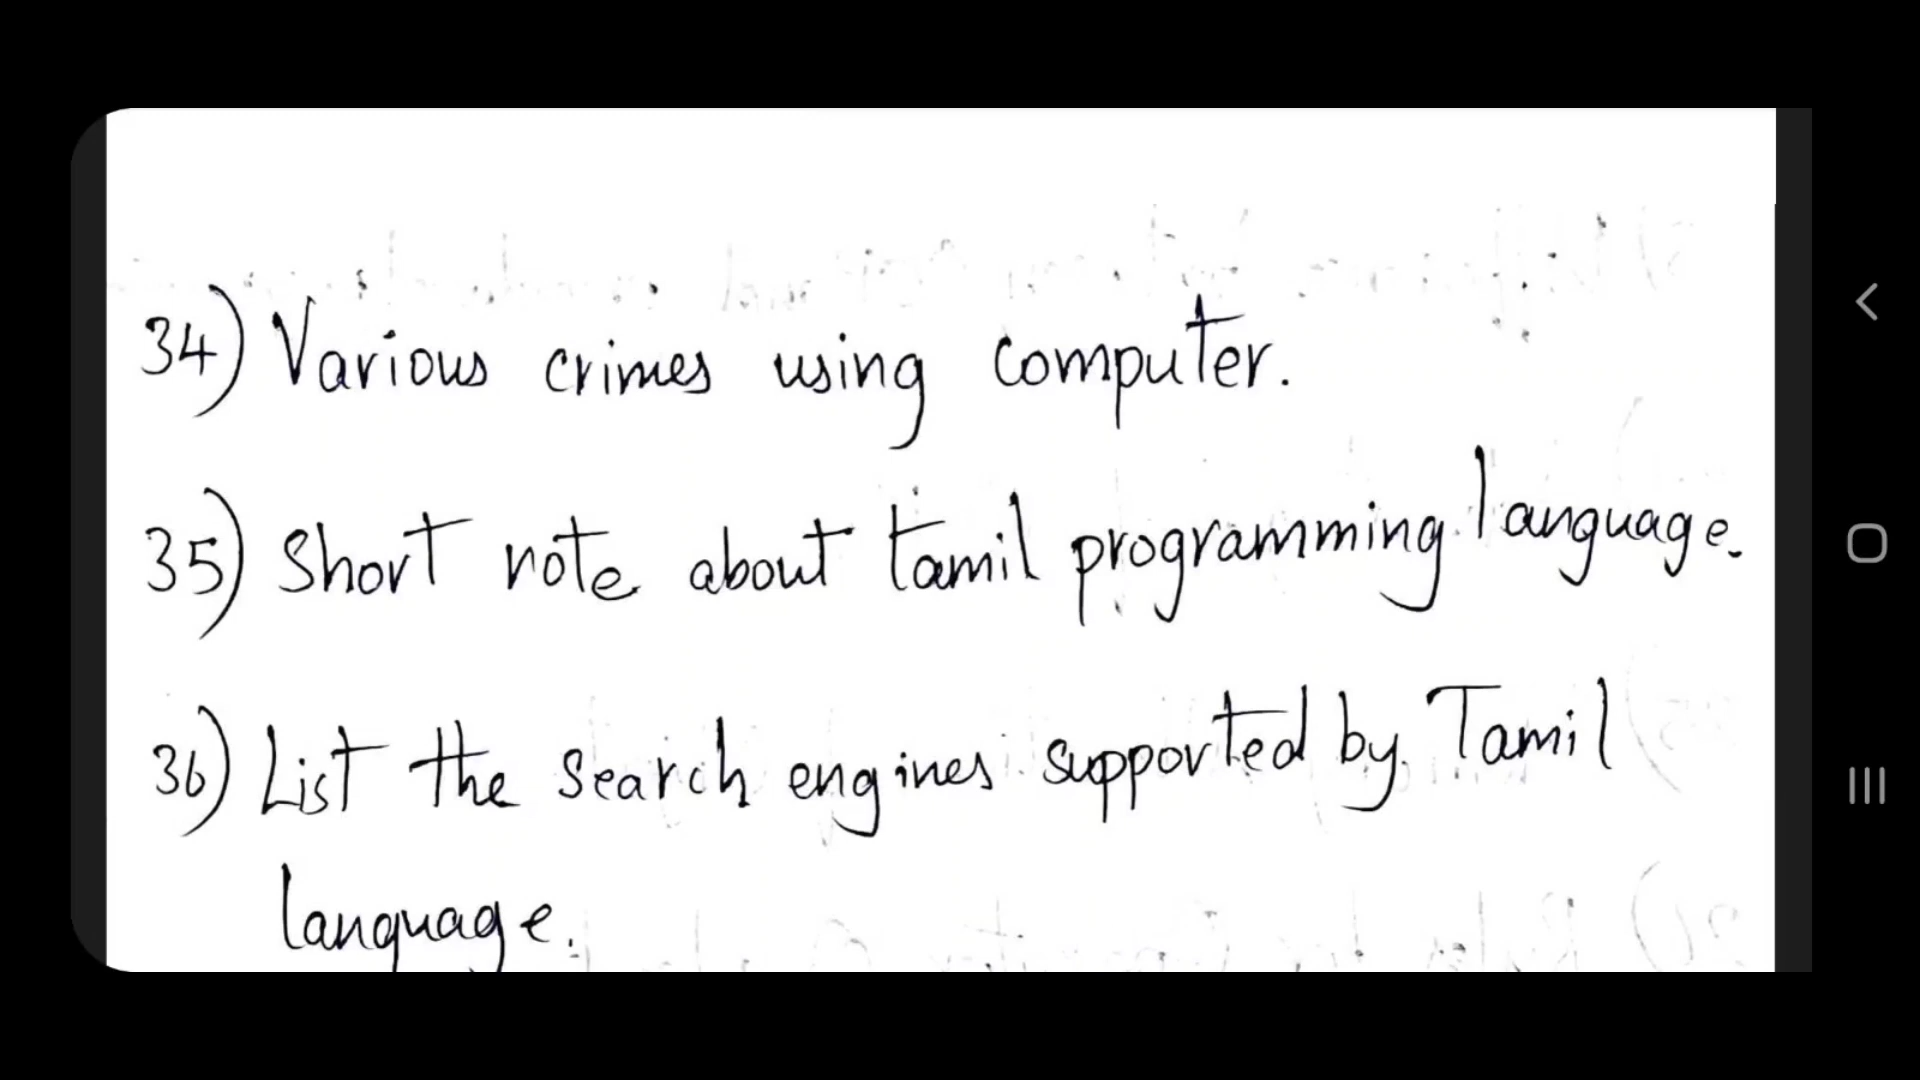 34) Various crimes using computer.
35) Short note about tamil programming language.
36) List the search engines supported by Tamil
language.